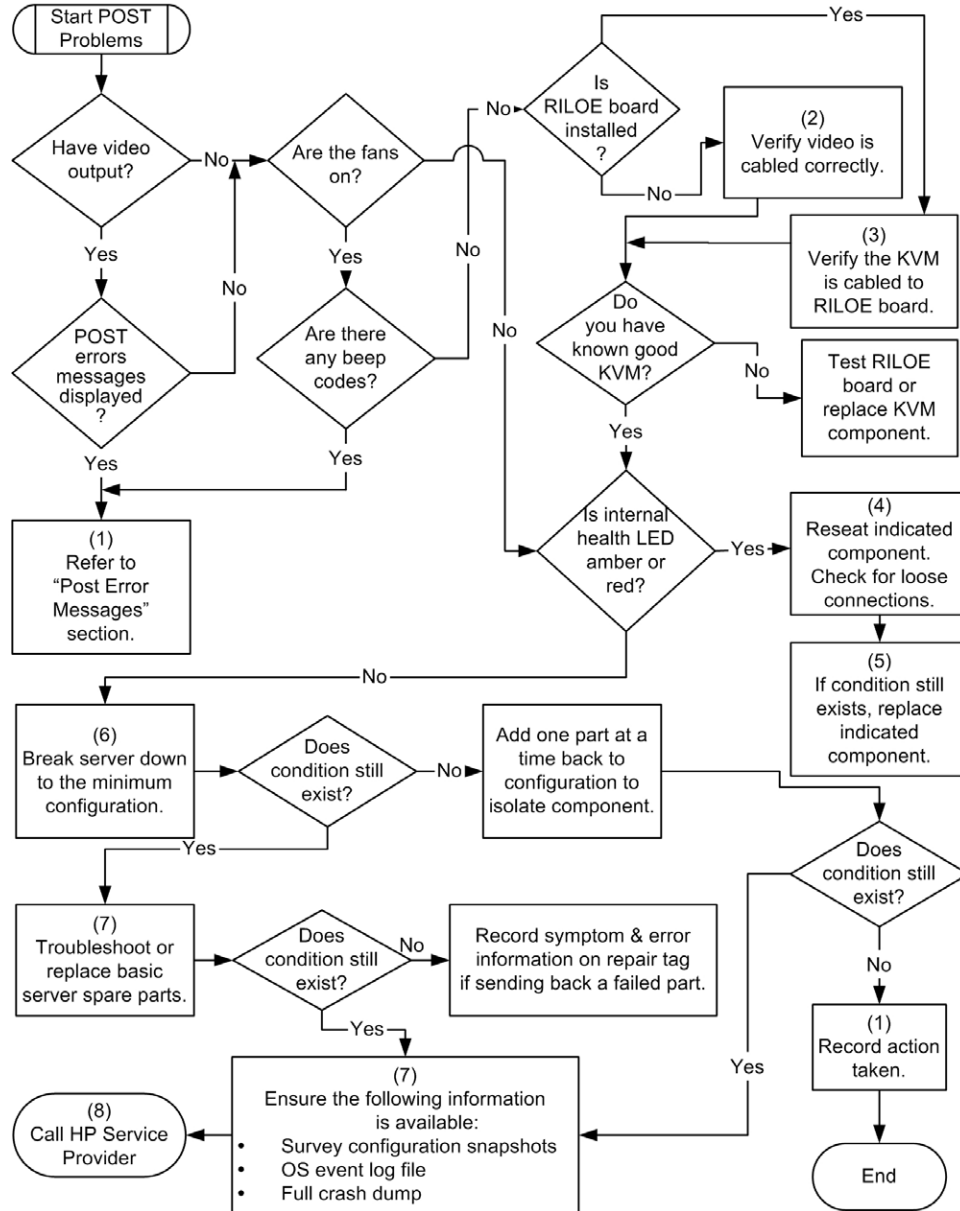 Start POST
Problems
Have video
output?
No
Yes
POST
errors
messages
displayed
?
No
Yes
(1)
Refer to
“Post Error
Messages”
section.
Are the fans
on?
Yes
No
Are there
any beep
codes?
Yes
No
Is
RILOE board
installed
?
Yes
No
(2)
Verify video is
cabled correctly.
(3)
Verify the KVM
is cabled to
RILOE board.
Do
you have
known good
KVM?
No
Yes
Test RILOE
board or
replace KVM
component.
Is internal
health LED
amber or
red?
Yes
No
(4)
Reseat indicated
component.
Check for loose
connections.
(5)
If condition still
exists, replace
indicated
component.
(6)
Break server down
to the minimum
configuration.
Does
condition still
exist?
No
Yes
Add one part at a
time back to
configuration to
isolate component.
Does
condition still
exist?
No
Yes
(7)
Troubleshoot or
replace basic
server spare parts.
Does
condition still
exist?
No
Yes
Record symptom & error
information on repair tag
if sending back a failed part.
(1)
Record action
taken.
End
(7)
Ensure the following information
is available:
• Survey configuration snapshots
• OS event log file
• Full crash dump
(8)
Call HP Service
Provider